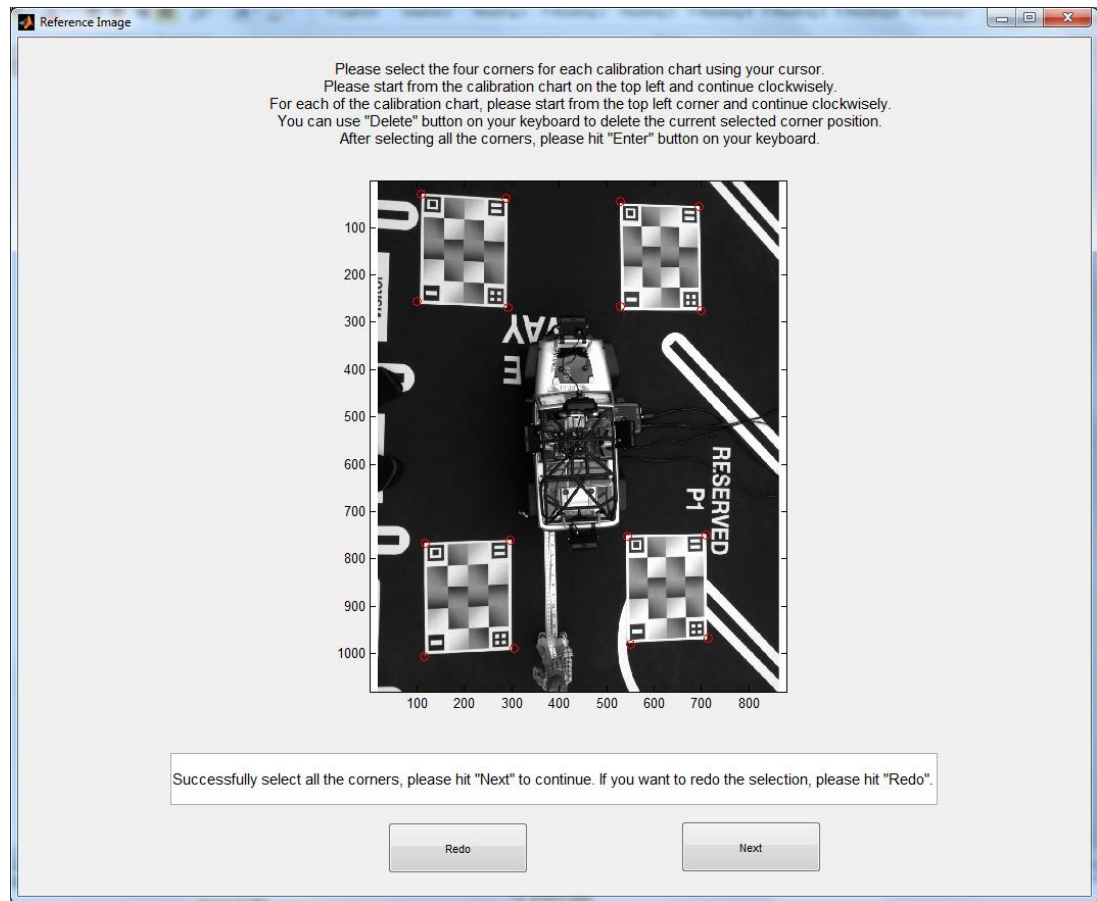 Reference Image
Please select the four corners for each calibration chart using your cursor.
Please start from the calibration chart on the top left and continue clockwisely.
For each of the calibration chart, please start from the top left corner and continue clockwisely.
You can use "Delete" button on your keyboard to delete the current selected corner position.
After selecting all the corners, please hit "Enter" button on your keyboard.
100
200
300
400
500
600
700
800
900
1000
visitor
WAY
E
RESERVED
P1
100 200 300 400 500 600 700 800
Successfully select all the corners, please hit "Next" to continue. If you want to redo the selection, please hit "Redo".
Redo Next